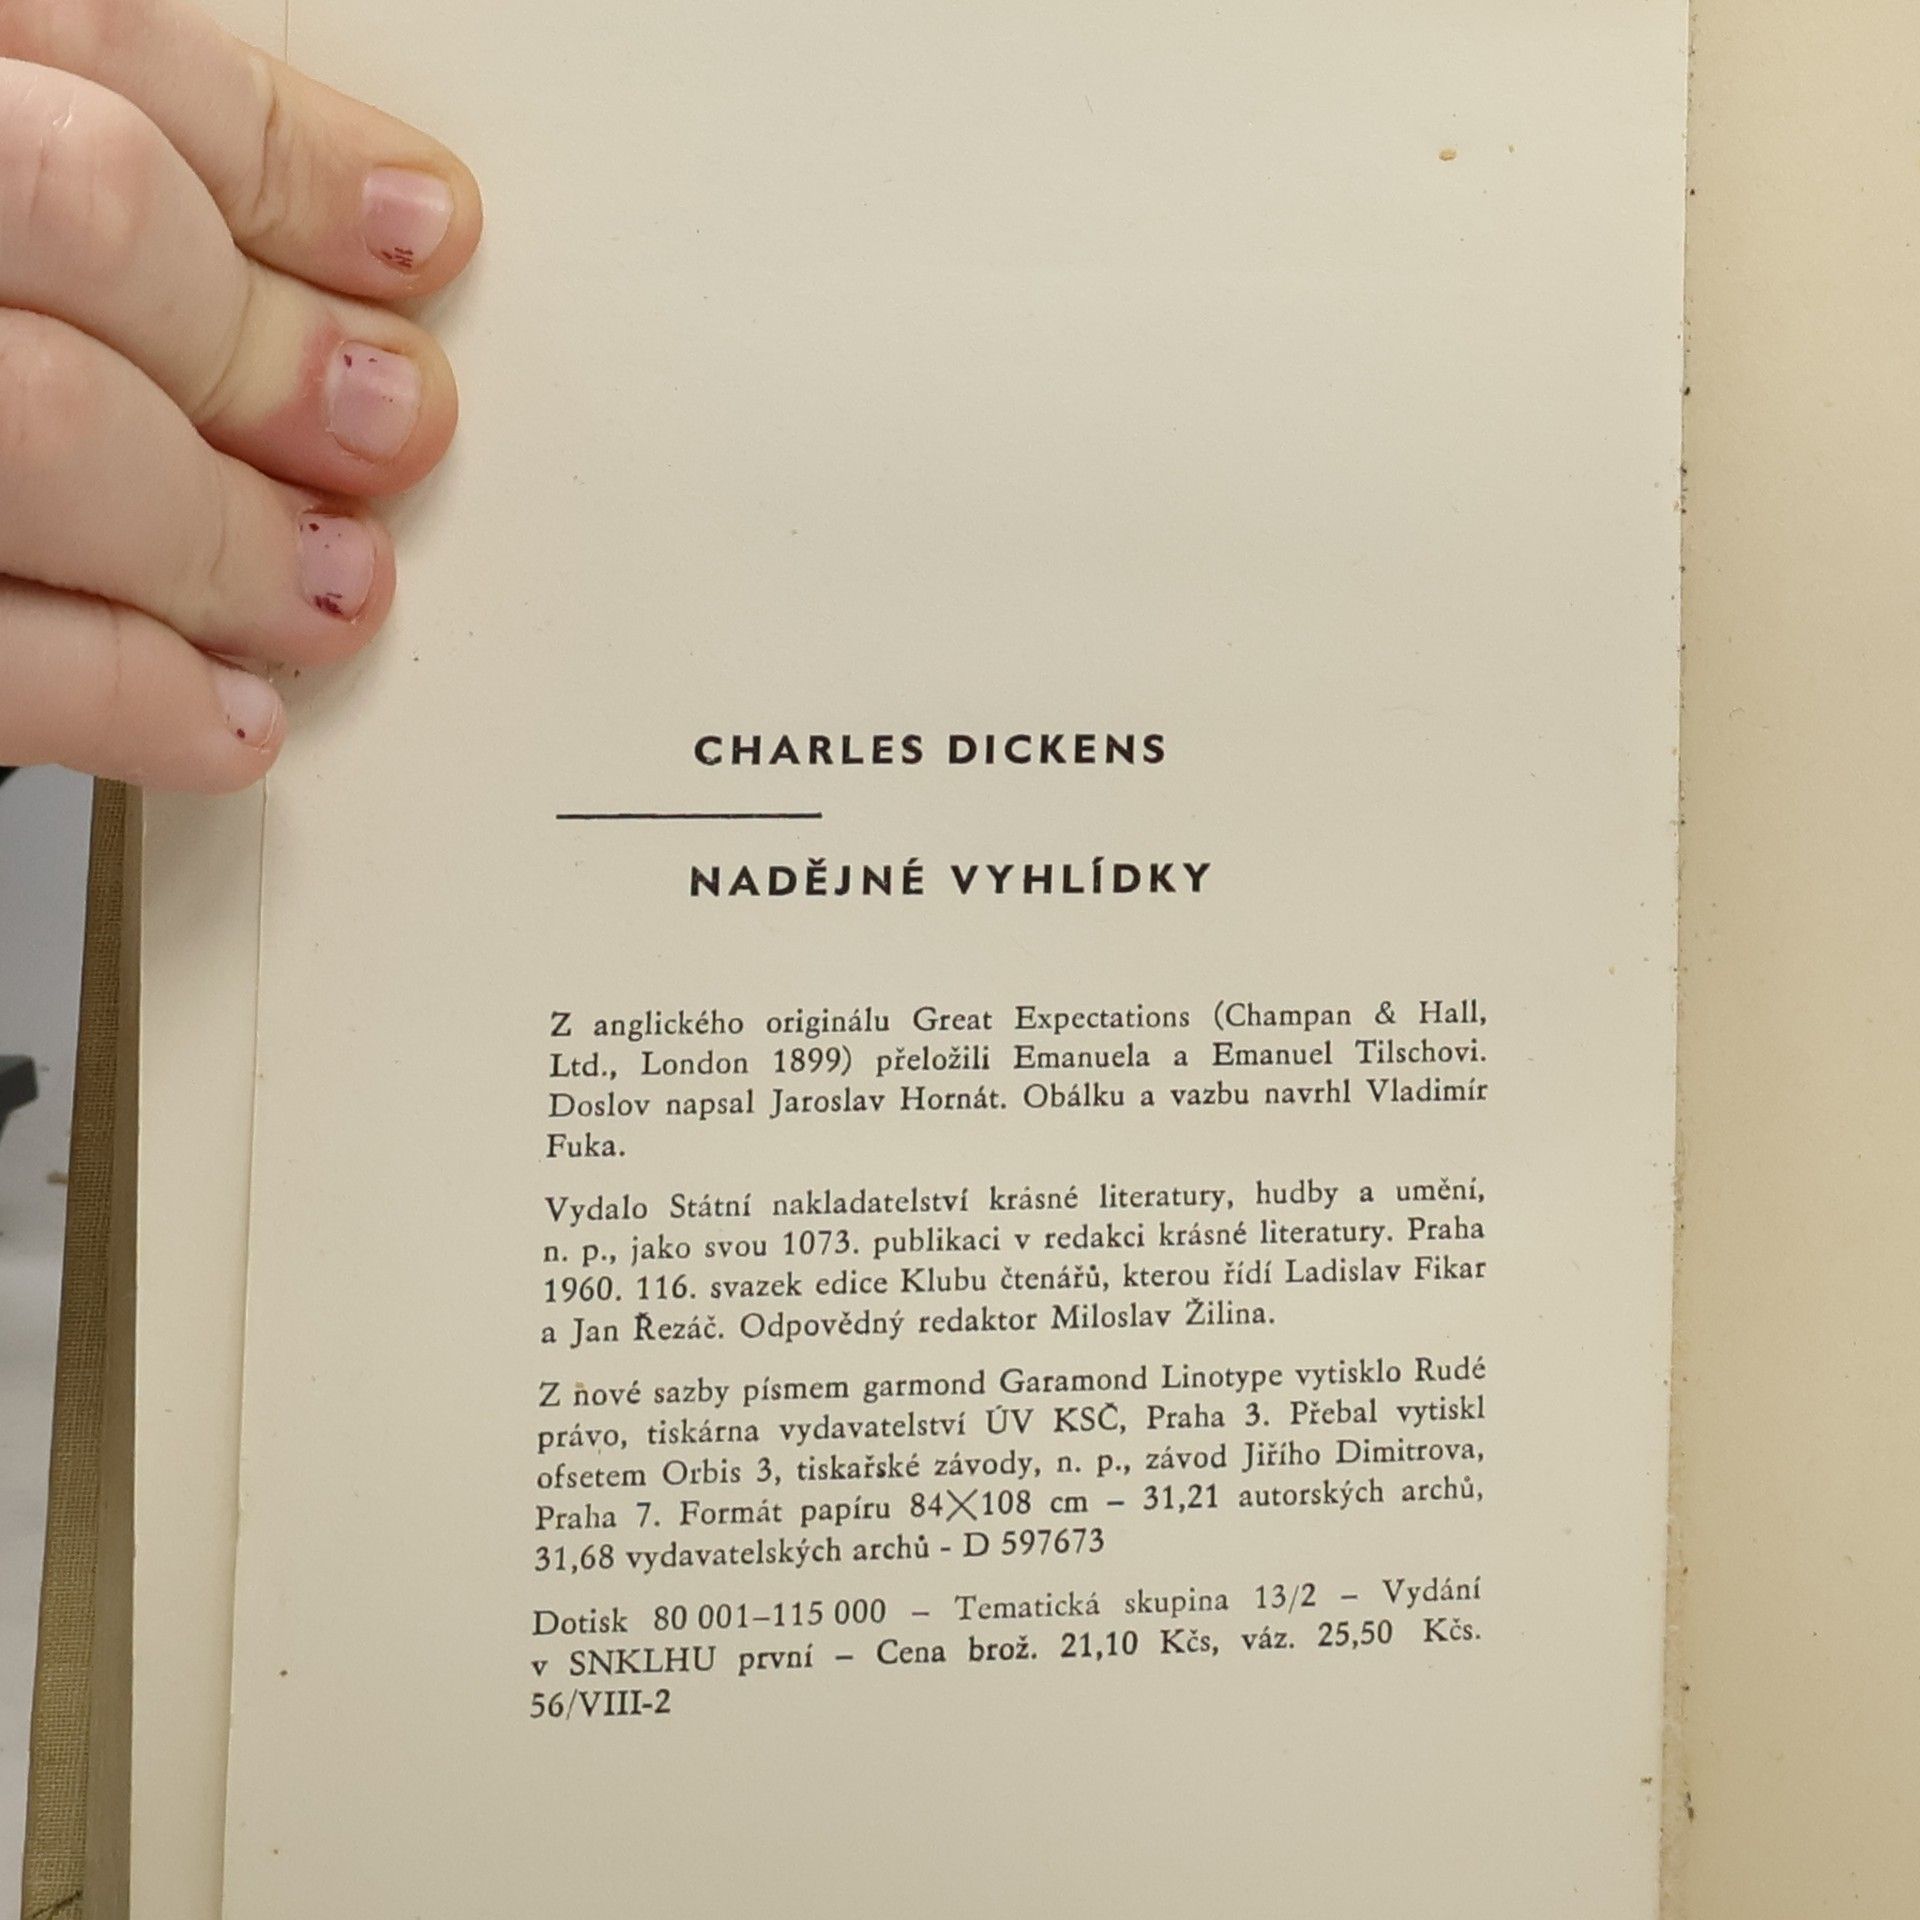 CHARLES DICKENS
NADĚJNÉ VYHLÍDKY
Z anglického originálu Great Expectations (Champan & Hall,
Ltd., London 1899) přeložili Emanuela a Emanuel Tilschovi.
Doslov napsal Jaroslav Hornát. Obálku a vazbu navrhl Vladimír
Fuka.
Vydalo Státní nakladatelství krásné literatury, hudby a umění,
n. p., jako svou 1073. publikaci v redakci krásné literatury. Praha
1960. 116. svazek edice Klubu čtenářů, kterou řídí Ladislav Fikar
a Jan Řezáč. Odpovědný redaktor Miloslav Žilina.
Z nové sazby písmem garmond Garamond Linotype vytisklo Rudé
právo, tiskárna vydavatelství ÚV KSČ, Praha 3. Přebal vytiskl
ofsetem Orbis 3, tiskařské závody, n. p., závod Jiřího Dimitrova,
Praha 7. Formát papíru 84×108 cm – 31,21 autorských archů,
31,68 vydavatelských archů - D 597673
Dotisk 80 001–115 000 – Tematická skupina 13/2 – Vydání
v SNKLHU první – Cena brož. 21,10 Kčs, váz. 25,50 Kčs.
56/VIII-2